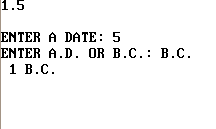 1.5
ENTER A DATE: 5
ENTER A.D. OR B.C.: B.C.
1 B.C.